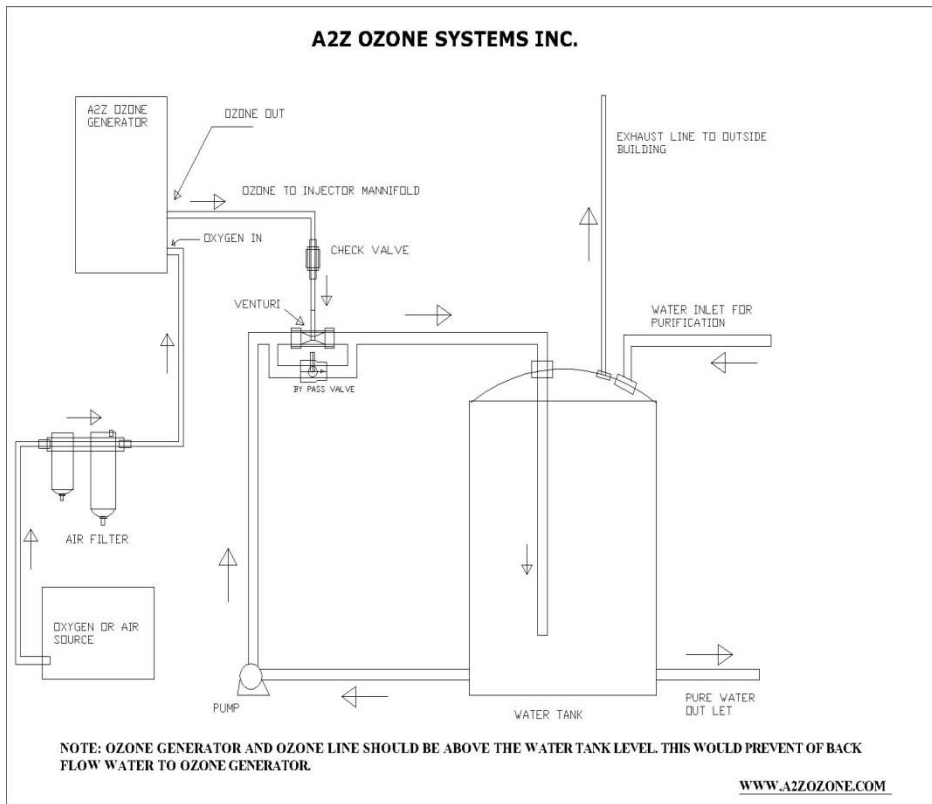 A2Z OZONE SYSTEMS INC.
A2Z OZONE
GENERATOR
OZONE OUT
EXHAUST LINE TO OUTSIDE
BUILDING
OZONE TO INJECTOR MANNIFOLD
OXYGEN IN
CHECK VALVE
VENTURI
WATER INLET FOR
PURIFICATION
BY PASS VALVE
AIR FILTER
OXYGEN OR AIR
SOURCE
PUMP
WATER TANK
PURE WATER
OUT LET
NOTE: OZONE GENERATOR AND OZONE LINE SHOULD BE ABOVE THE WATER TANK LEVEL. THIS WOULD PREVENT OF BACK
FLOW WATER TO OZONE GENERATOR.
WWW.A2ZOZONE.COM